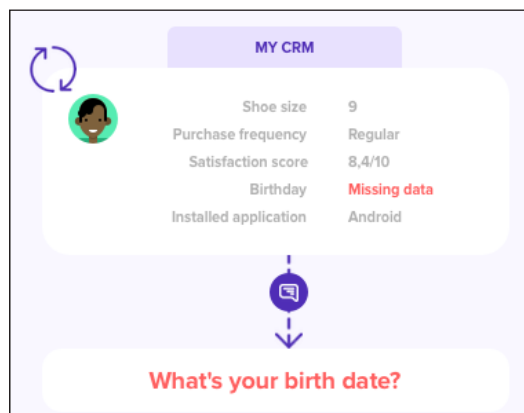 MY CRM
Shoe size 9
Purchase frequency Regular
Satisfaction score 8,4/10
Birthday Missing data
Installed application Android
What's your birth date?